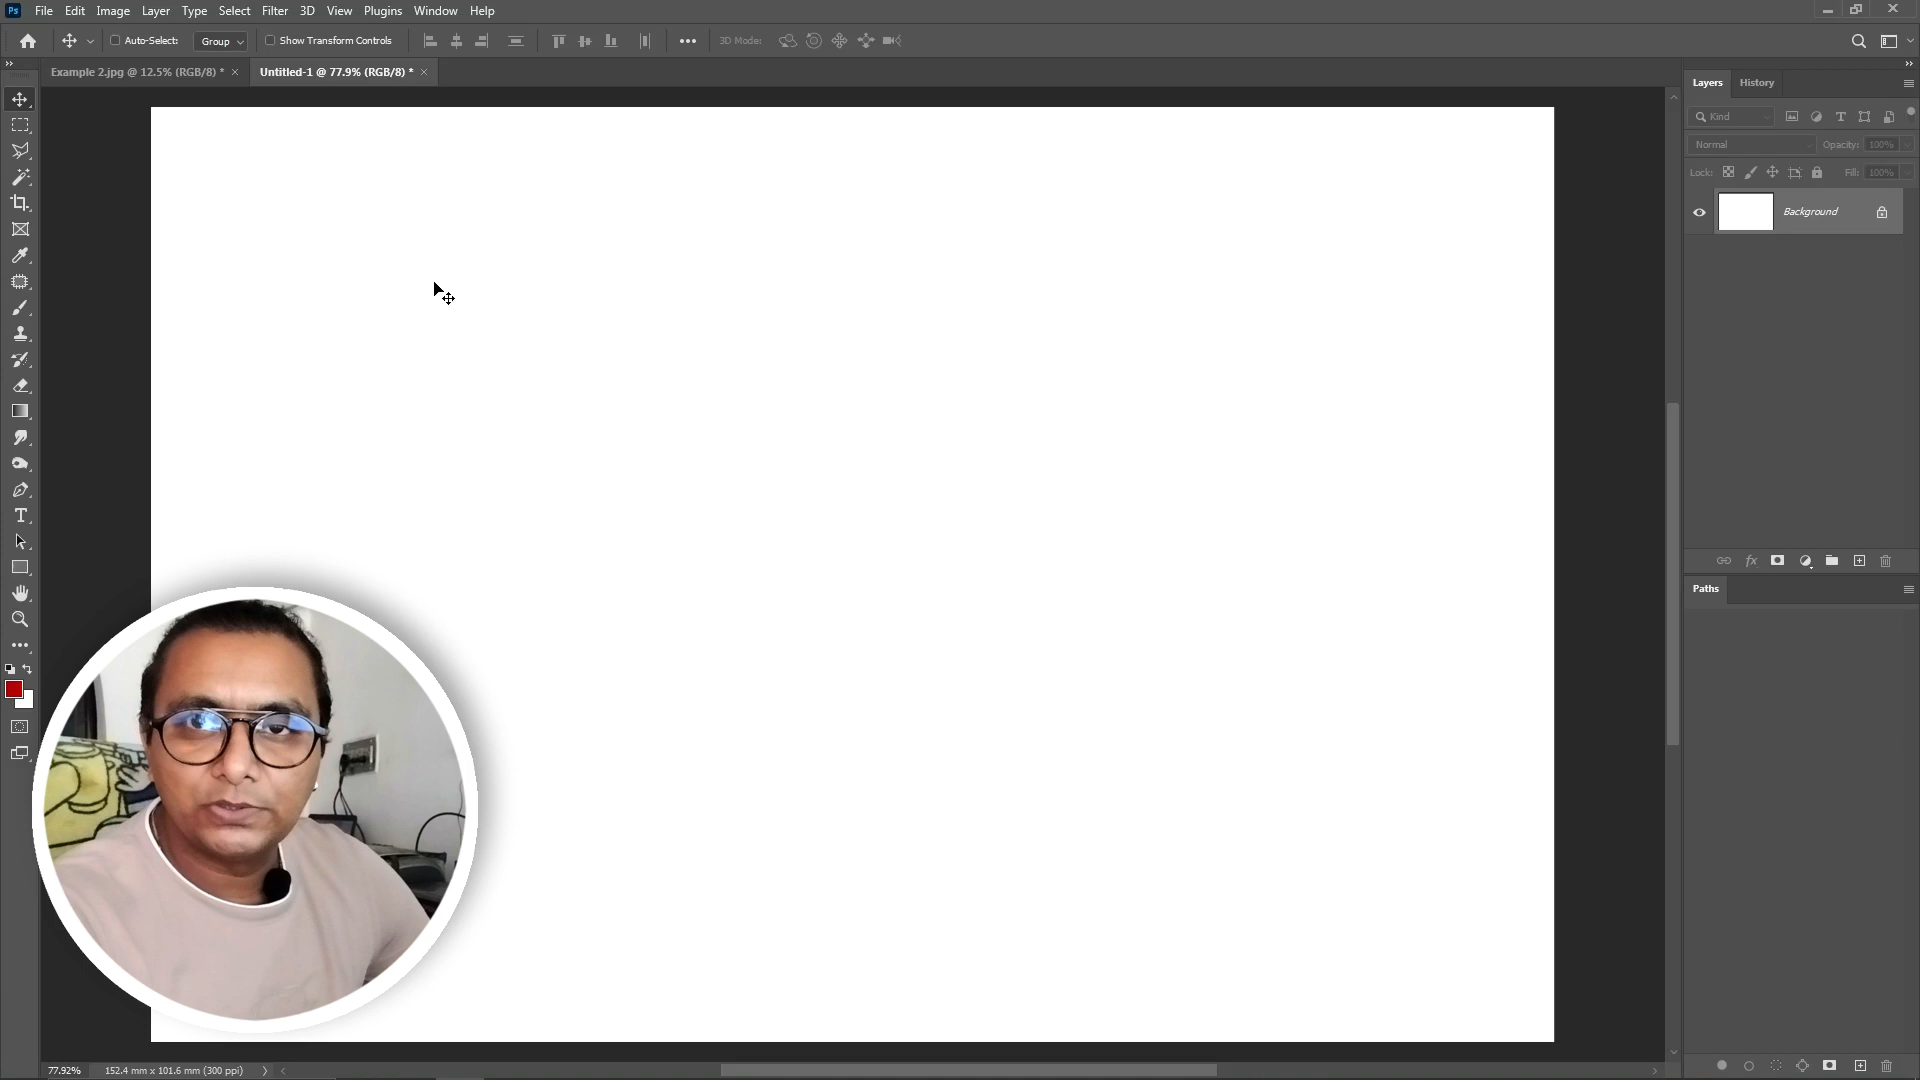 Ps File Edit Image Layer Type Select Filter 3D View Plugins Window Help
Auto-Select: Group Show Transform Controls 3D Mode:
Example 2.jpg @ 12.5% (RGB/8) * Untitled-1 @ 77.9% (RGB/8) *
Layers History
Kind
Normal Opacity: 100%
Lock: Fill: 100%
Background
Paths
77.92% 152.4 mm x 101.6 mm (300 ppi)